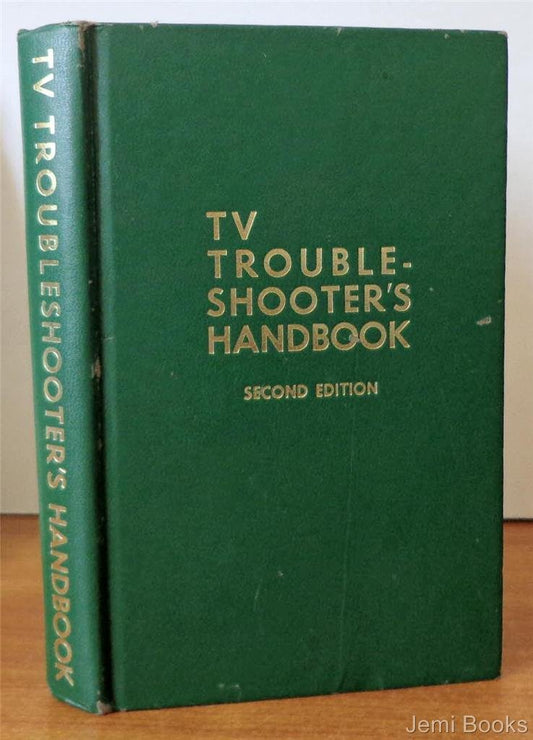 TV TROUBLESHOOTER'S HANDBOOK
TV
TROUBLE-
SHOOTER'S
HANDBOOK
SECOND EDITION
Jemi Books